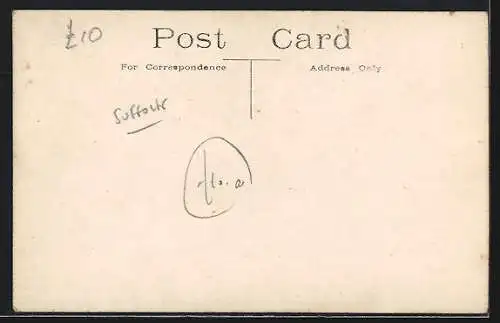 £10
Post Card
For Correspondence
Address Only
Suffolk